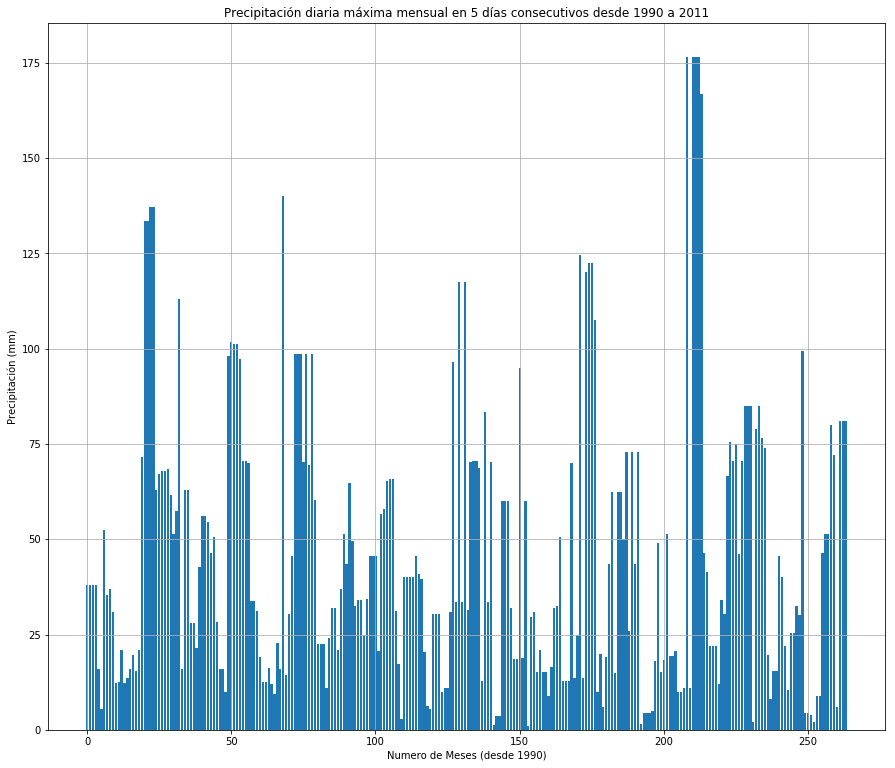 Precipitación diaria máxima mensual en 5 días consecutivos desde 1990 a 2011
Precipitación (mm)
175
150
125
100
75
50
25
0
0 50 100 150 200 250
Numero de Meses (desde 1990)